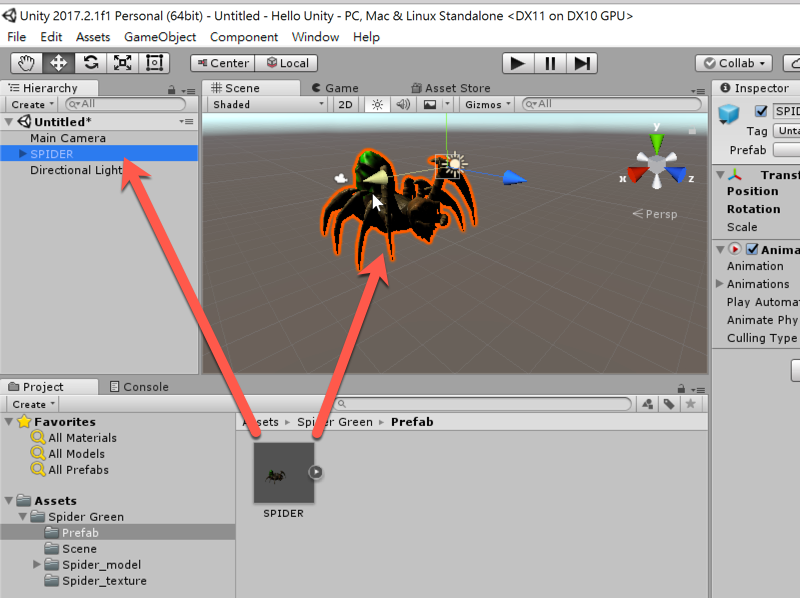 Unity 2017.2.1f1 Personal (64bit) - Untitled - Hello Unity - PC, Mac & Linux Standalone <DX11 on DX10 GPU>
File Edit Assets GameObject Component Window Help
Center Local Collab
Hierarchy
Create All
Untitled*
Main Camera
SPIDER
Directional Light
Scene Game Asset Store
Shaded 2D Gizmos All
y
x z
Persp
Inspector
SPID
Tag Unta
Prefab
Transf
Position
Rotation
Scale
Anima
Animation
Animations
Play Automa
Animate Phy
Culling Type
Project Console
Create
Favorites
All Materials
All Models
All Prefabs
Assets
Spider Green
Prefab
Scene
Spider_model
Spider_texture
Assets Spider Green Prefab
SPIDER